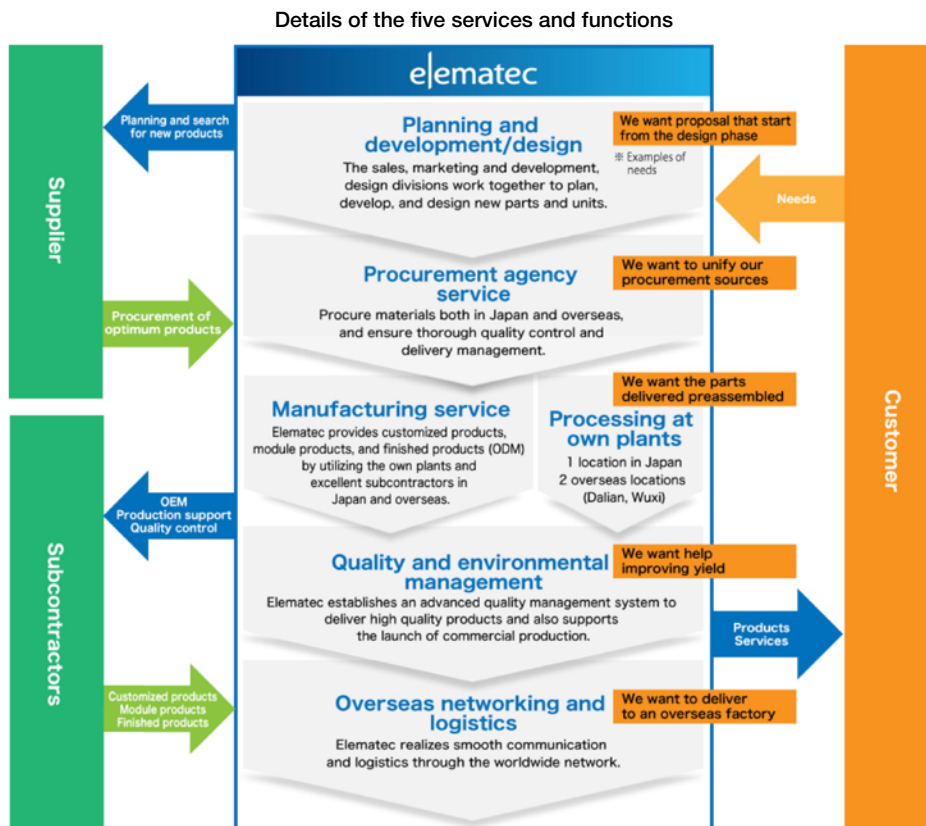 Details of the five services and functions
elematec
Supplier
Planning and search
for new products
Planning and
development/design
The sales, marketing and development,
design divisions work together to plan,
develop, and design new parts and units.
We want proposal that start
from the design phase
※ Examples of
needs
Needs
Customer
Procurement of
optimum products
Procurement agency
service
Procure materials both in Japan and overseas,
and ensure thorough quality control and
delivery management.
We want to unify our
procurement sources
Manufacturing service
Elematec provides customized products,
module products, and finished products (ODM)
by utilizing the own plants and
excellent subcontractors in
Japan and overseas.
We want the parts
delivered preassembled
Processing at
own plants
1 location in Japan
2 overseas locations
(Dalian, Wuxi)
Subcontractors
OEM
Production support
Quality control
Quality and environmental
management
Elematec establishes an advanced quality management system to
deliver high quality products and also supports
the launch of commercial production.
We want help
improving yield
Products
Services
Customized products
Module products
Finished products
Overseas networking and
logistics
Elematec realizes smooth communication
and logistics through the worldwide network.
We want to deliver
to an overseas factory